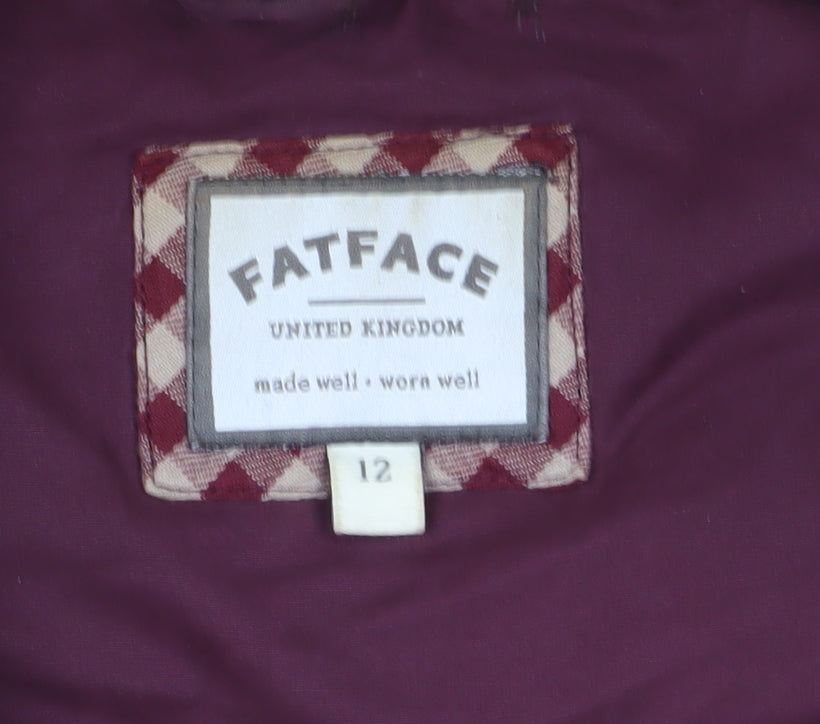 FATFACE
UNITED KINGDOM
made well · worn well
12